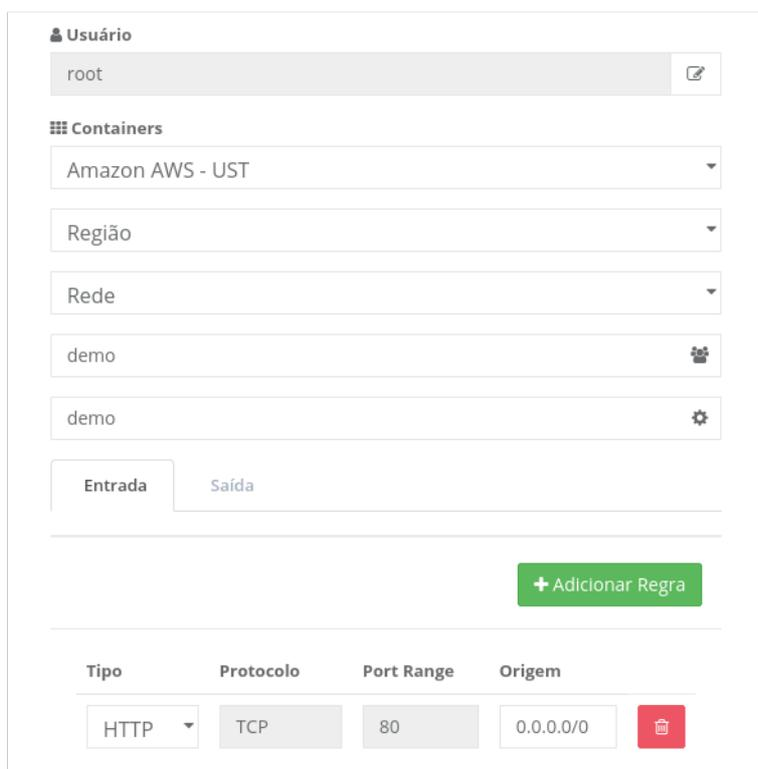 Usuário
root
Containers
Amazon AWS - UST
Região
Rede
demo
demo
Entrada Saída
Adicionar Regra
Tipo Protocolo Port Range Origem
HTTP TCP 80 0.0.0.0/0